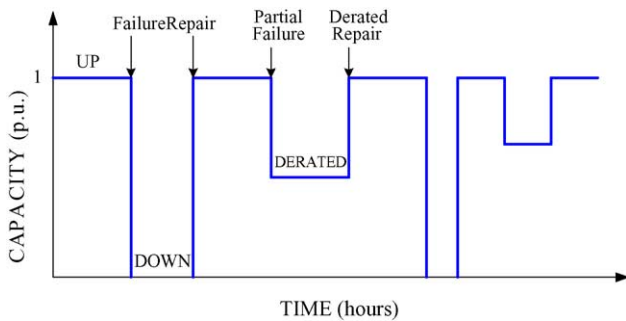 Partial
Failure
Derated
Repair
FailureRepair
UP
1
DERATED
DOWN
CAPACITY (p.u.)
TIME (hours)